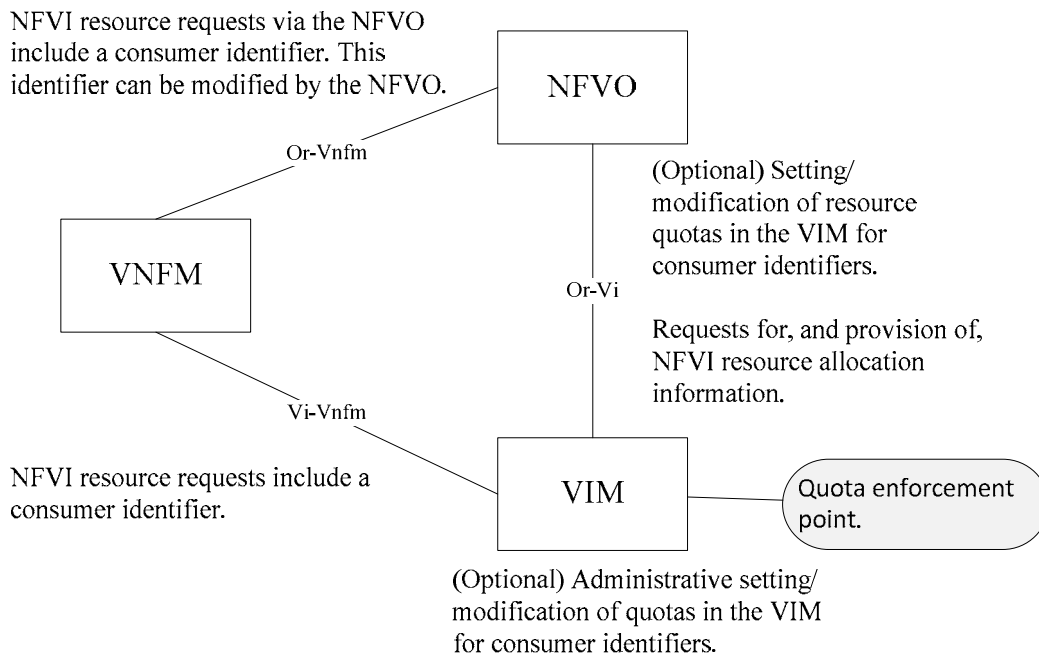 NFVI resource requests via the NFVO
include a consumer identifier. This
identifier can be modified by the NFVO.
NFVO
Or-Vnfm
(Optional) Setting/
modification of resource
quotas in the VIM for
consumer identifiers.
VNFM
Or-Vi
Requests for, and provision of,
NFVI resource allocation
information.
Vi-Vnfm
NFVI resource requests include a
consumer identifier.
VIM
Quota enforcement
point.
(Optional) Administrative setting/
modification of quotas in the VIM
for consumer identifiers.